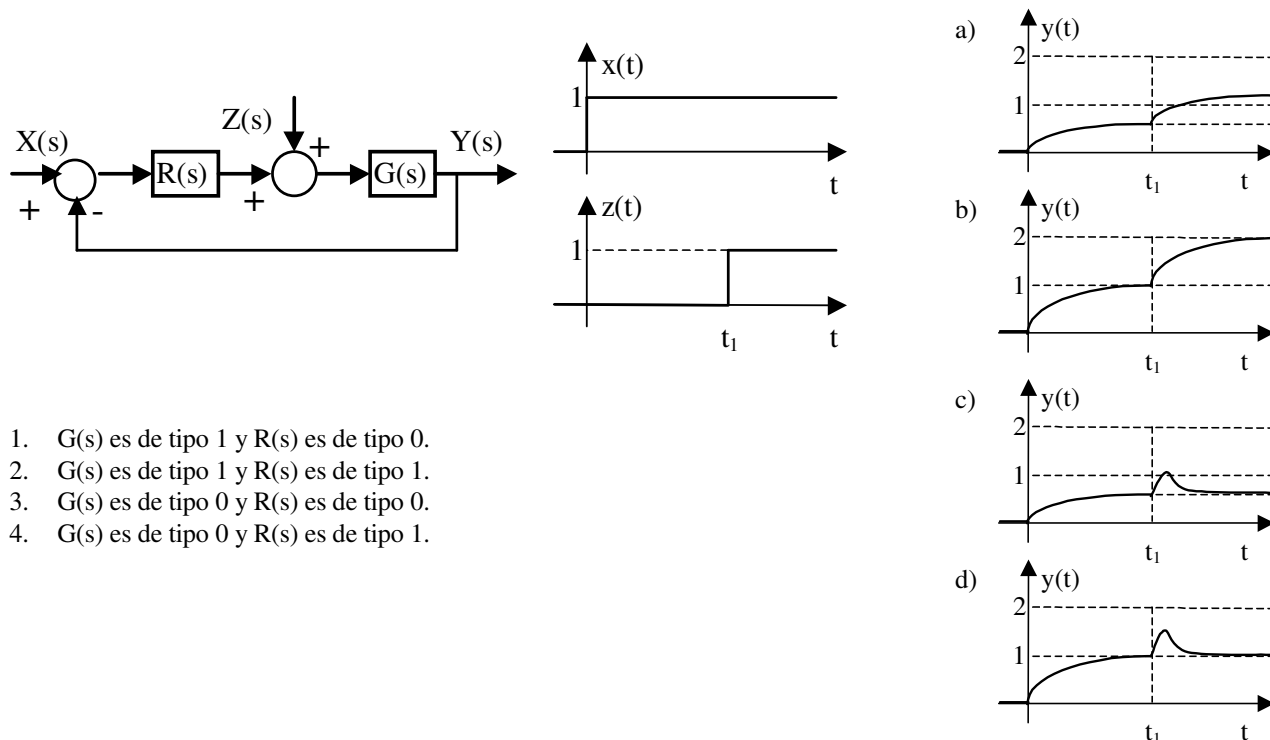 X(s)
+
-
R(s)
Z(s)
+
+
G(s)
Y(s)
x(t)
1
t
z(t)
1
t₁
t
1. G(s) es de tipo 1 y R(s) es de tipo 0.
2. G(s) es de tipo 1 y R(s) es de tipo 1.
3. G(s) es de tipo 0 y R(s) es de tipo 0.
4. G(s) es de tipo 0 y R(s) es de tipo 1.
a)
y(t)
2
1
t₁
t
b)
y(t)
2
1
t₁
t
c)
y(t)
2
1
t₁
t
d)
y(t)
2
1
t₁
t